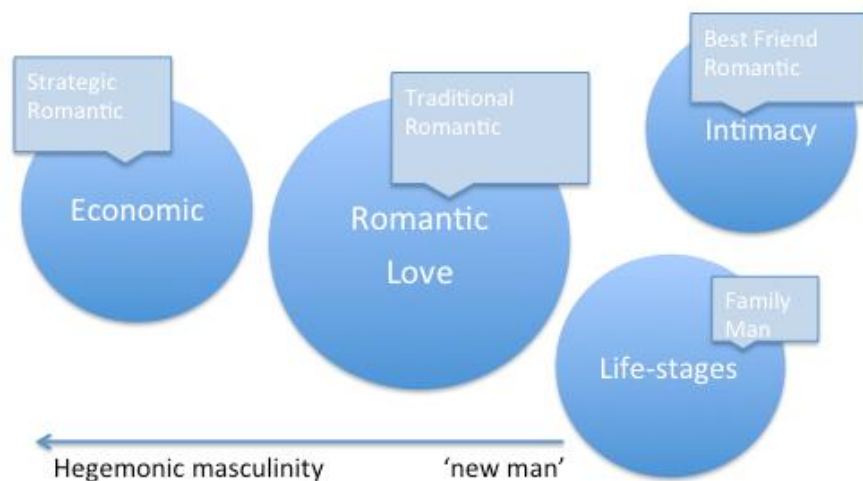 Strategic
Romantic
Economic
Traditional
Romantic
Romantic
Love
Best Friend
Romantic
Intimacy
Family
Man
Life-stages
Hegemonic masculinity
'new man'